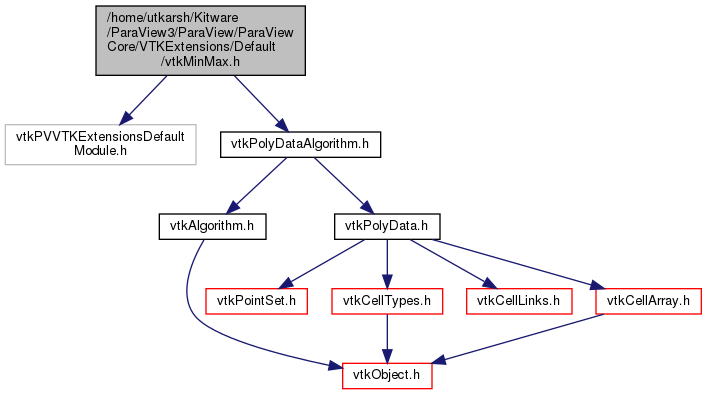 /home/utkarsh/Kitware
/ParaView3/ParaView/ParaView
Core/VTKExtensions/Default
/vtkMinMax.h
vtkPVVTKExtensionsDefault
Module.h
vtkPolyDataAlgorithm.h
vtkAlgorithm.h
vtkPolyData.h
vtkPointSet.h
vtkCellTypes.h
vtkCellLinks.h
vtkCellArray.h
vtkObject.h